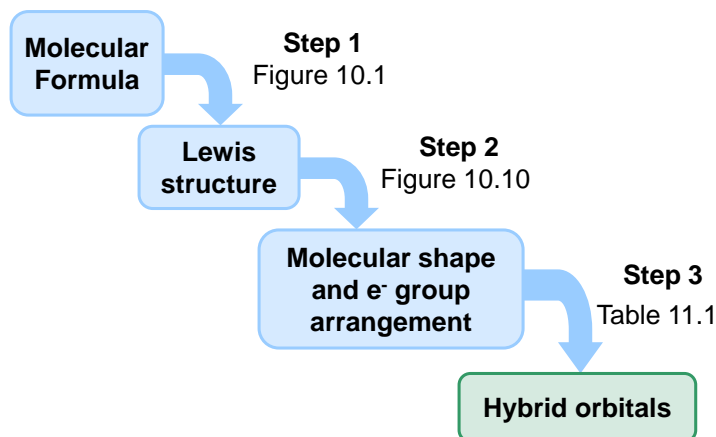 Molecular
Formula
Step 1
Figure 10.1
Lewis
structure
Step 2
Figure 10.10
Molecular shape
and e- group
arrangement
Step 3
Table 11.1
Hybrid orbitals